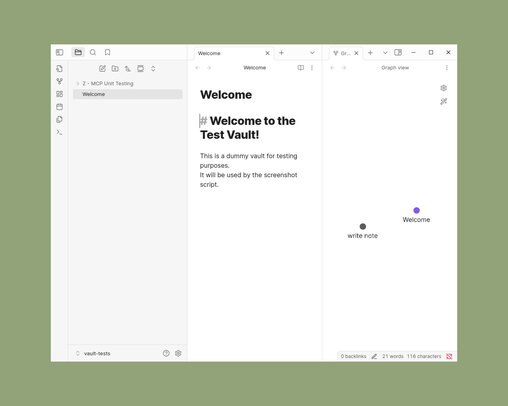 Welcome
Gr...
Welcome
Graph view
Z - MCP Unit Testing
Welcome
Welcome
# Welcome to the
Test Vault!
This is a dummy vault for testing
purposes.
It will be used by the screenshot
script.
Welcome
write note
vault-tests
0 backlinks
21 words
116 characters